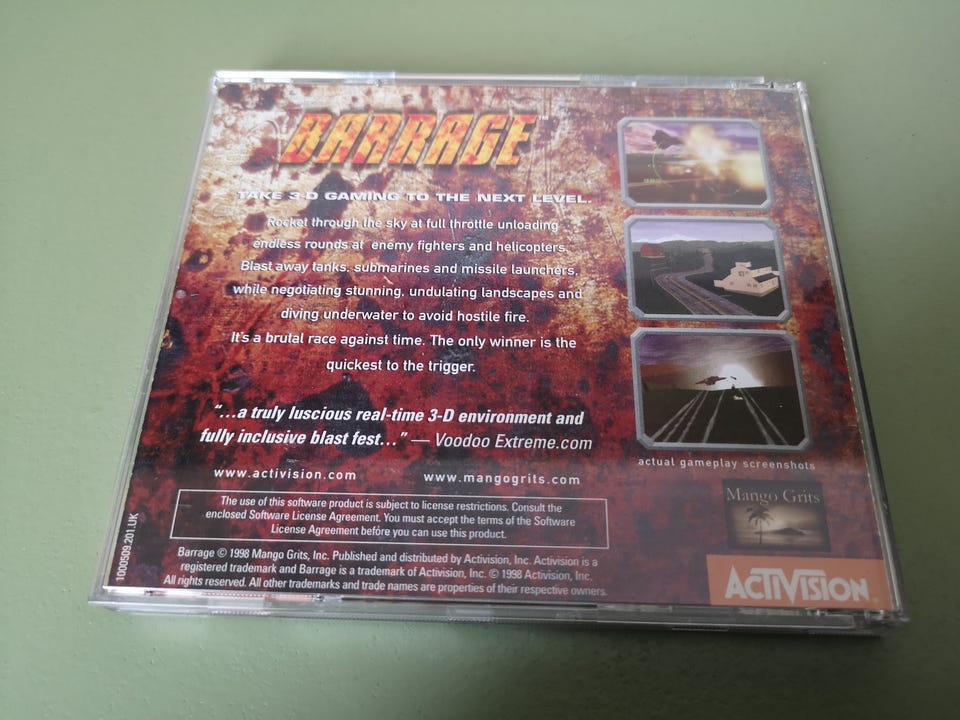 BARRAGE
TAKE 3-D GAMING TO THE NEXT LEVEL.
Rocket through the sky at full throttle unloading
endless rounds at enemy fighters and helicopters.
Blast away tanks, submarines and missile launchers,
while negotiating stunning, undulating landscapes and
diving underwater to avoid hostile fire.
It's a brutal race against time. The only winner is the
quickest to the trigger.
"...a truly luscious real-time 3-D environment and
fully inclusive blast fest..." — Voodoo Extreme.com
www.activision.com www.mangogrits.com
The use of this software product is subject to license restrictions. Consult the
enclosed Software License Agreement. You must accept the terms of the Software
License Agreement before you can use this product.
Barrage © 1998 Mango Grits, Inc. Published and distributed by Activision, Inc. Activision is a
registered trademark and Barrage is a trademark of Activision, Inc. © 1998 Activision, Inc.
All rights reserved. All other trademarks and trade names are properties of their respective owners.
1000509.201.UK
actual gameplay screenshots
Mango Grits
ACTIVISION